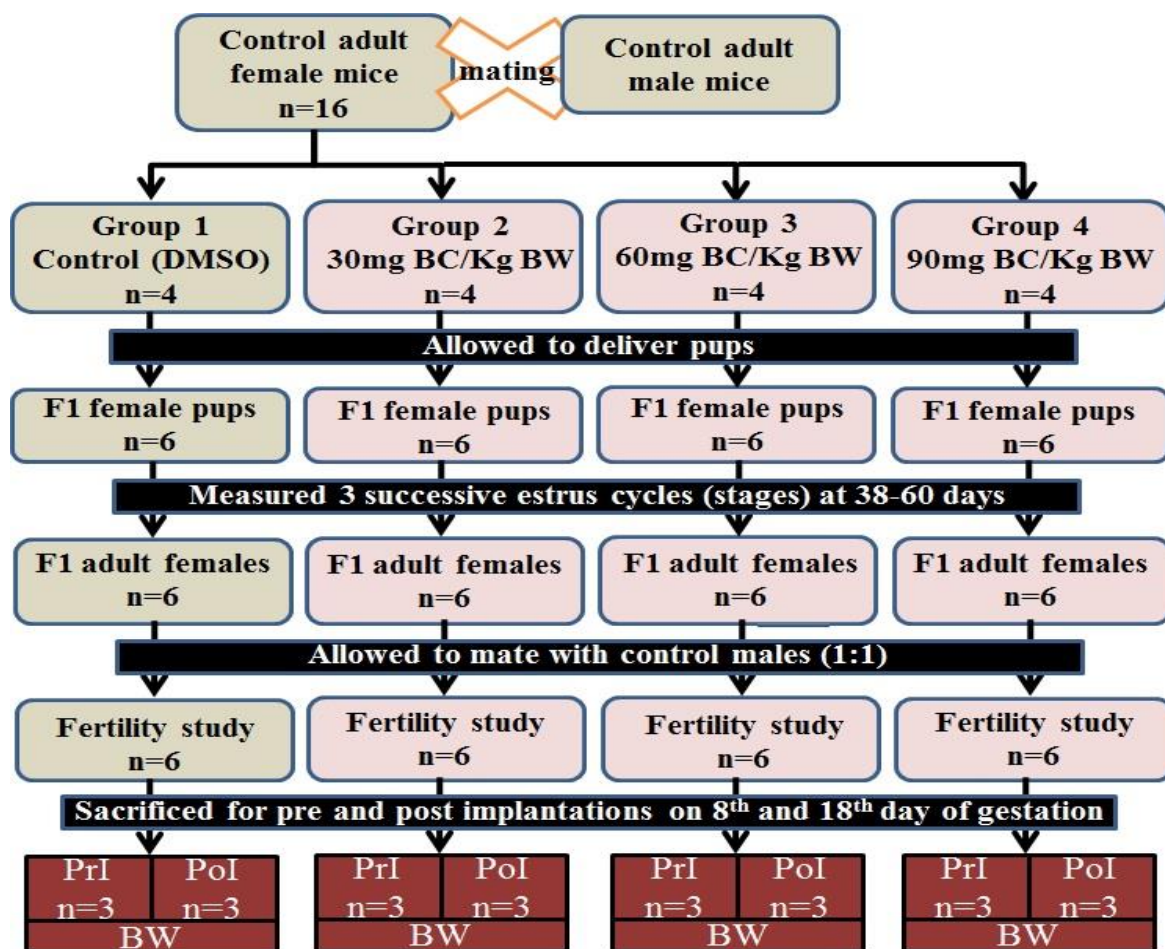 Control adult
female mice
n=16
mating
Control adult
male mice
Group 1
Control (DMSO)
n=4
Group 2
30mg BC/Kg BW
n=4
Group 3
60mg BC/Kg BW
n=4
Group 4
90mg BC/Kg BW
n=4
Allowed to deliver pups
F1 female pups
n=6
F1 female pups
n=6
F1 female pups
n=6
F1 female pups
n=6
Measured 3 successive estrus cycles (stages) at 38-60 days
F1 adult females
n=6
F1 adult females
n=6
F1 adult females
n=6
F1 adult females
n=6
Allowed to mate with control males (1:1)
Fertility study
n=6
Fertility study
n=6
Fertility study
n=6
Fertility study
n=6
Sacrificed for pre and post implantations on 8th and 18th day of gestation
PrI
n=3
PoI
n=3
BW
PrI
n=3
PoI
n=3
BW
PrI
n=3
PoI
n=3
BW
PrI
n=3
PoI
n=3
BW